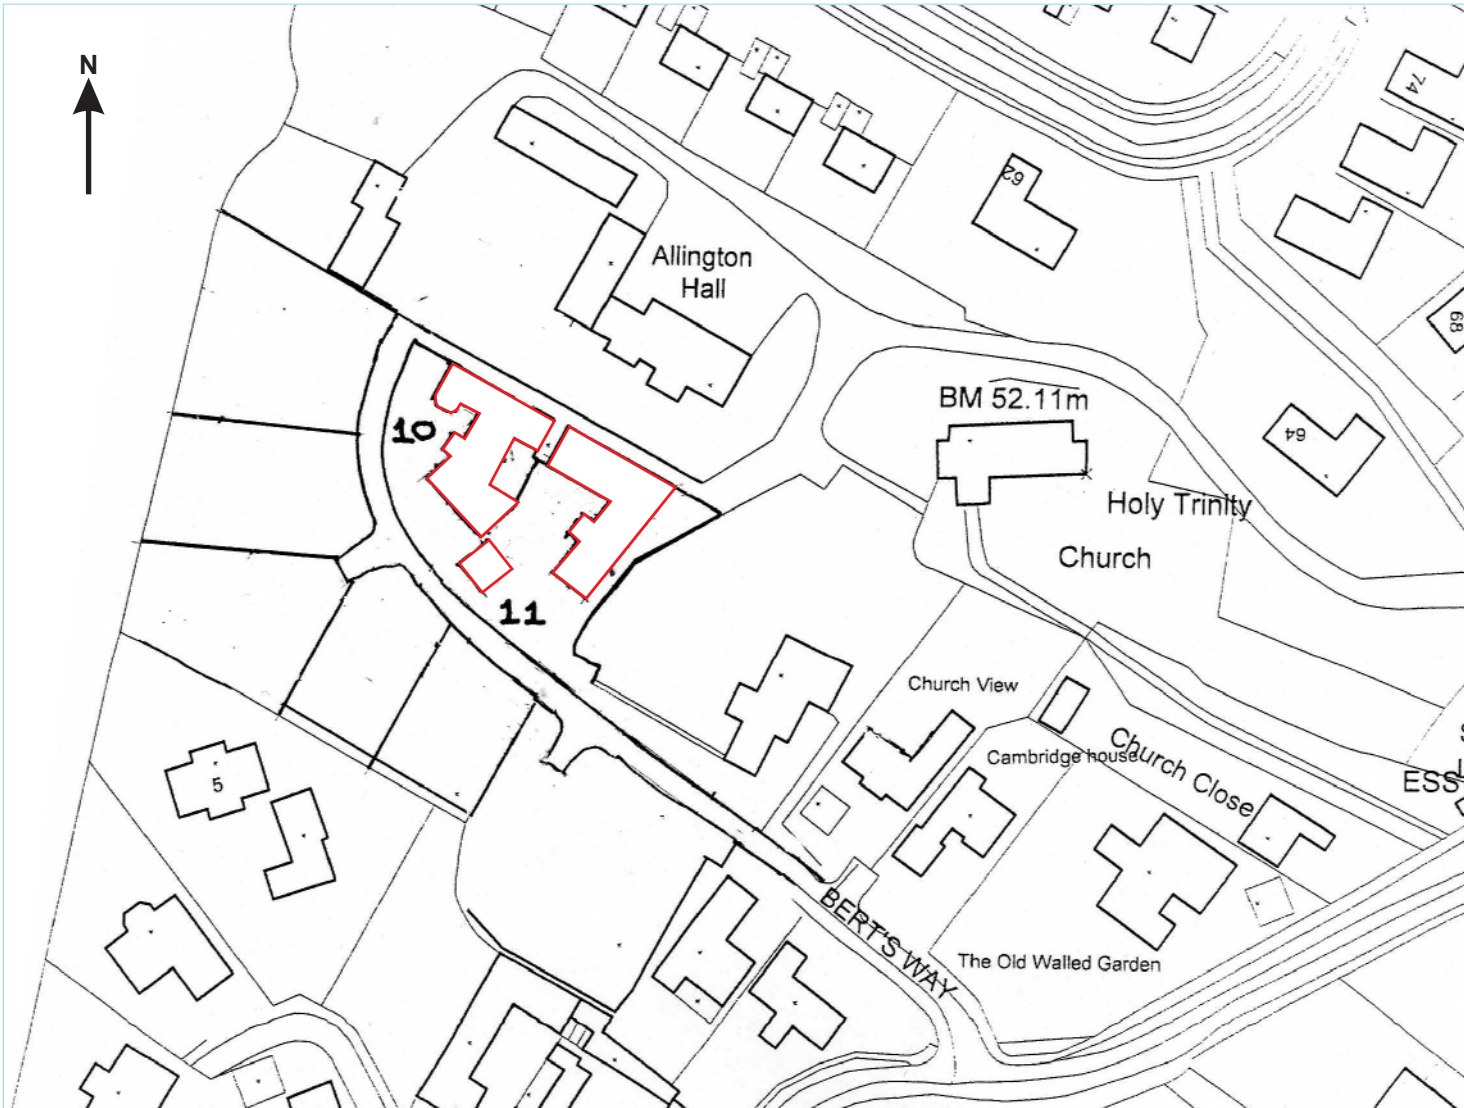 N
74
62
Allington
Hall
68
BM 52.11m
64
10
Holy Trinity
Church
11
Church View
Cambridge house
Church Close
5
ESS
BERT'S WAY
The Old Walled Garden